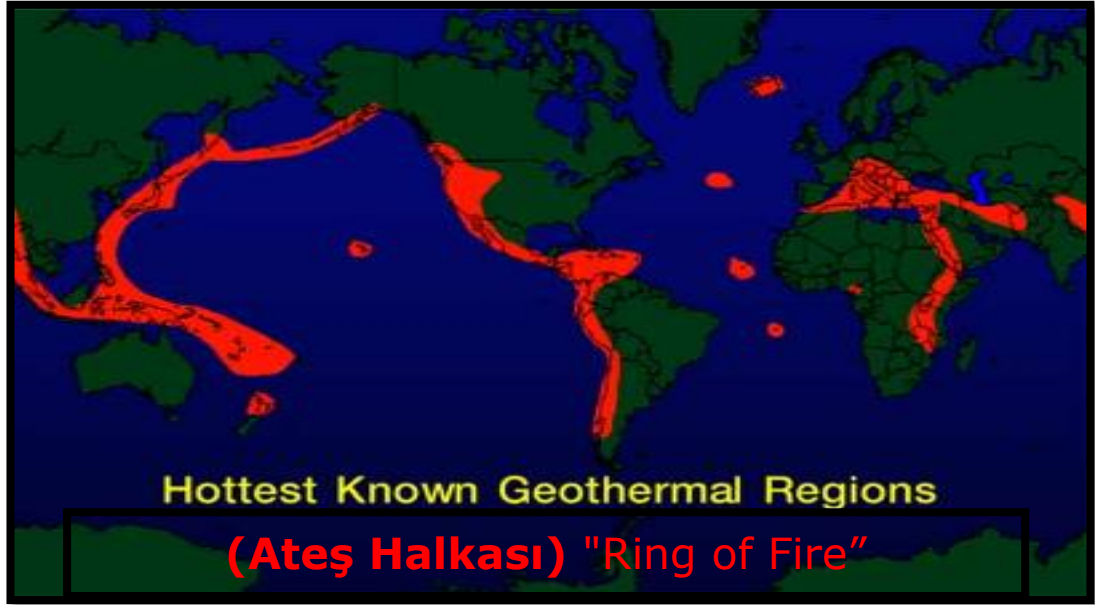 Hottest Known Geothermal Regions
(Ateş Halkası) "Ring of Fire”